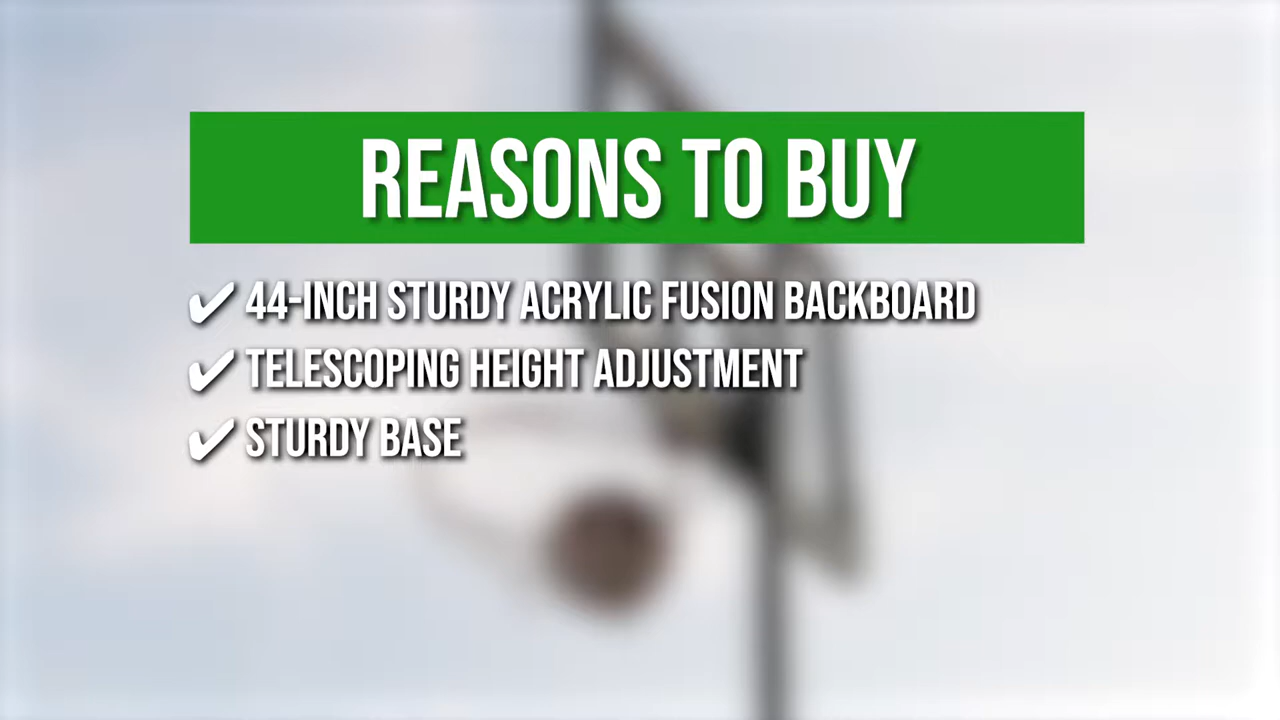 REASONS TO BUY
✔ 44-INCH STURDY ACRYLIC FUSION BACKBOARD
✔ TELESCOPING HEIGHT ADJUSTMENT
✔ STURDY BASE